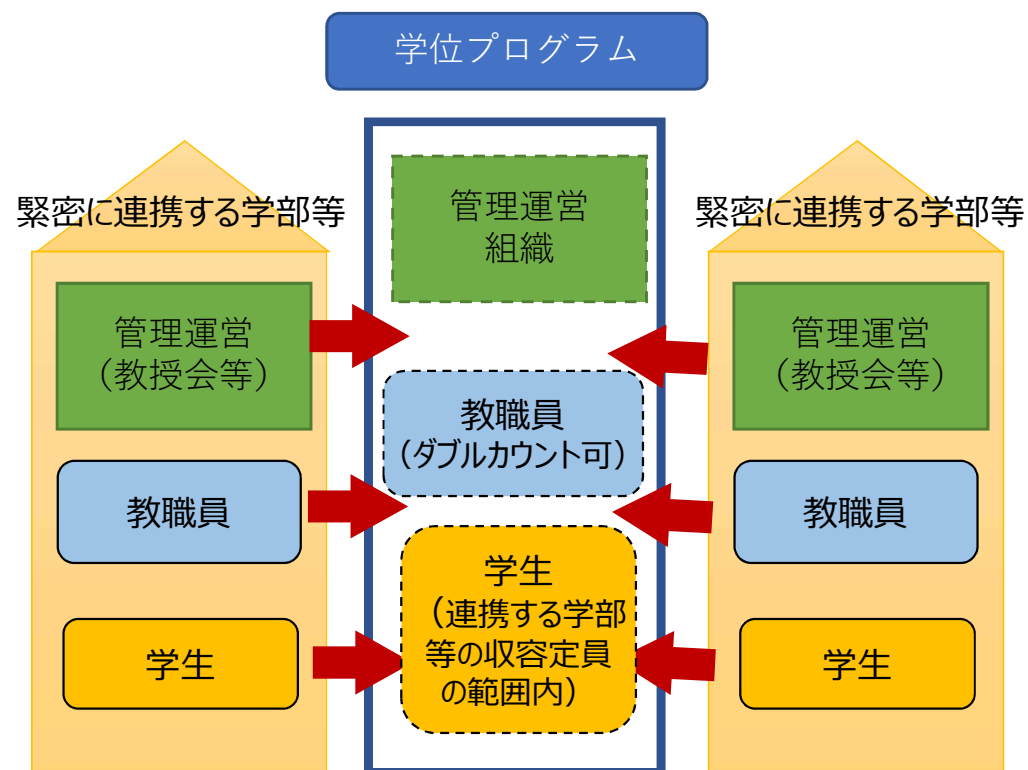 学位プログラム
緊密に連携する学部等
管理運営
（教授会等）
教職員
学生
管理運営
組織
教職員
（ダブルカウント可）
学生
（連携する学部
等の収容定員
の範囲内）
緊密に連携する学部等
管理運営
（教授会等）
教職員
学生